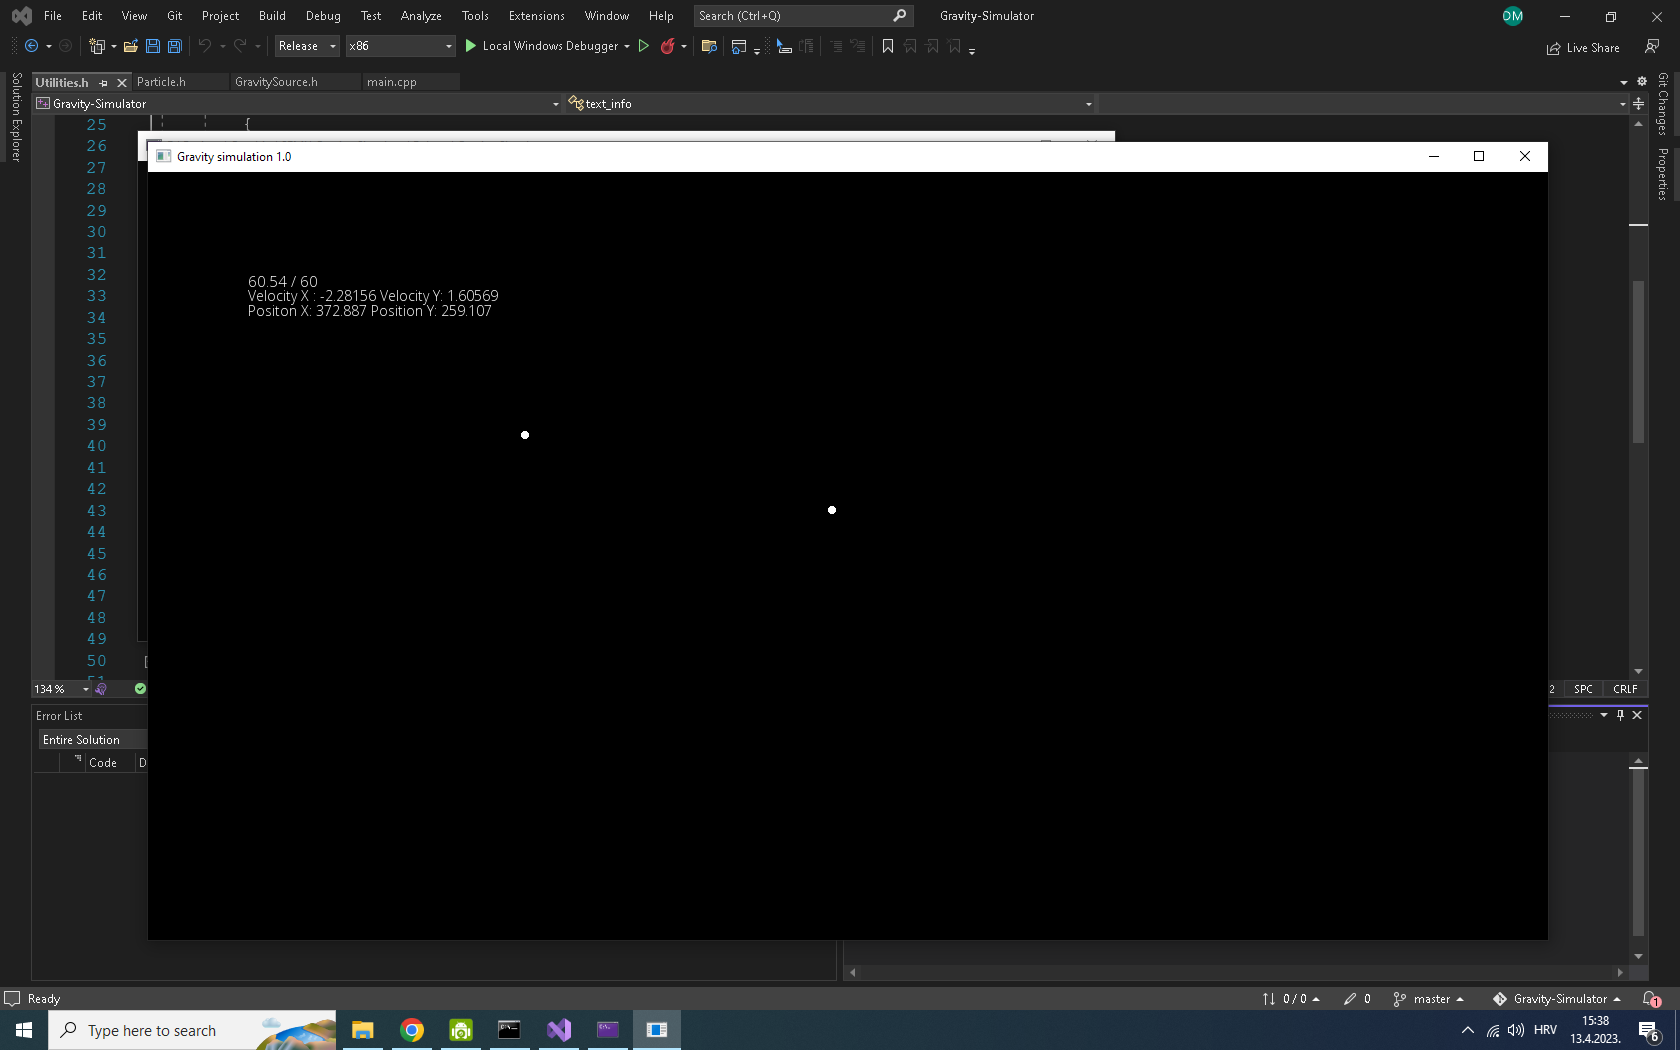 File Edit View Git Project Build Debug Test Analyze Tools Extensions Window Help Search (Ctrl+Q) Gravity-Simulator DM
Release x86 Local Windows Debugger Live Share
Utilities.h Particle.h GravitySource.h main.cpp
Gravity-Simulator text_info
Solution Explorer
Git Changes
Properties
25 {
26
27
28
29
30
31
32
33
34
35
36
37
38
39
40
41
42
43
44
45
46
47
48
49
50
51
Gravity simulation 1.0
60.54 / 60
Velocity X : -2.28156 Velocity Y: 1.60569
Positon X: 372.887 Position Y: 259.107
134 % 2 SPC CRLF
Error List
Entire Solution
Code D
Ready 0 / 0 0 master Gravity-Simulator 1
Type here to search HRV 15:38
13.4.2023. 6